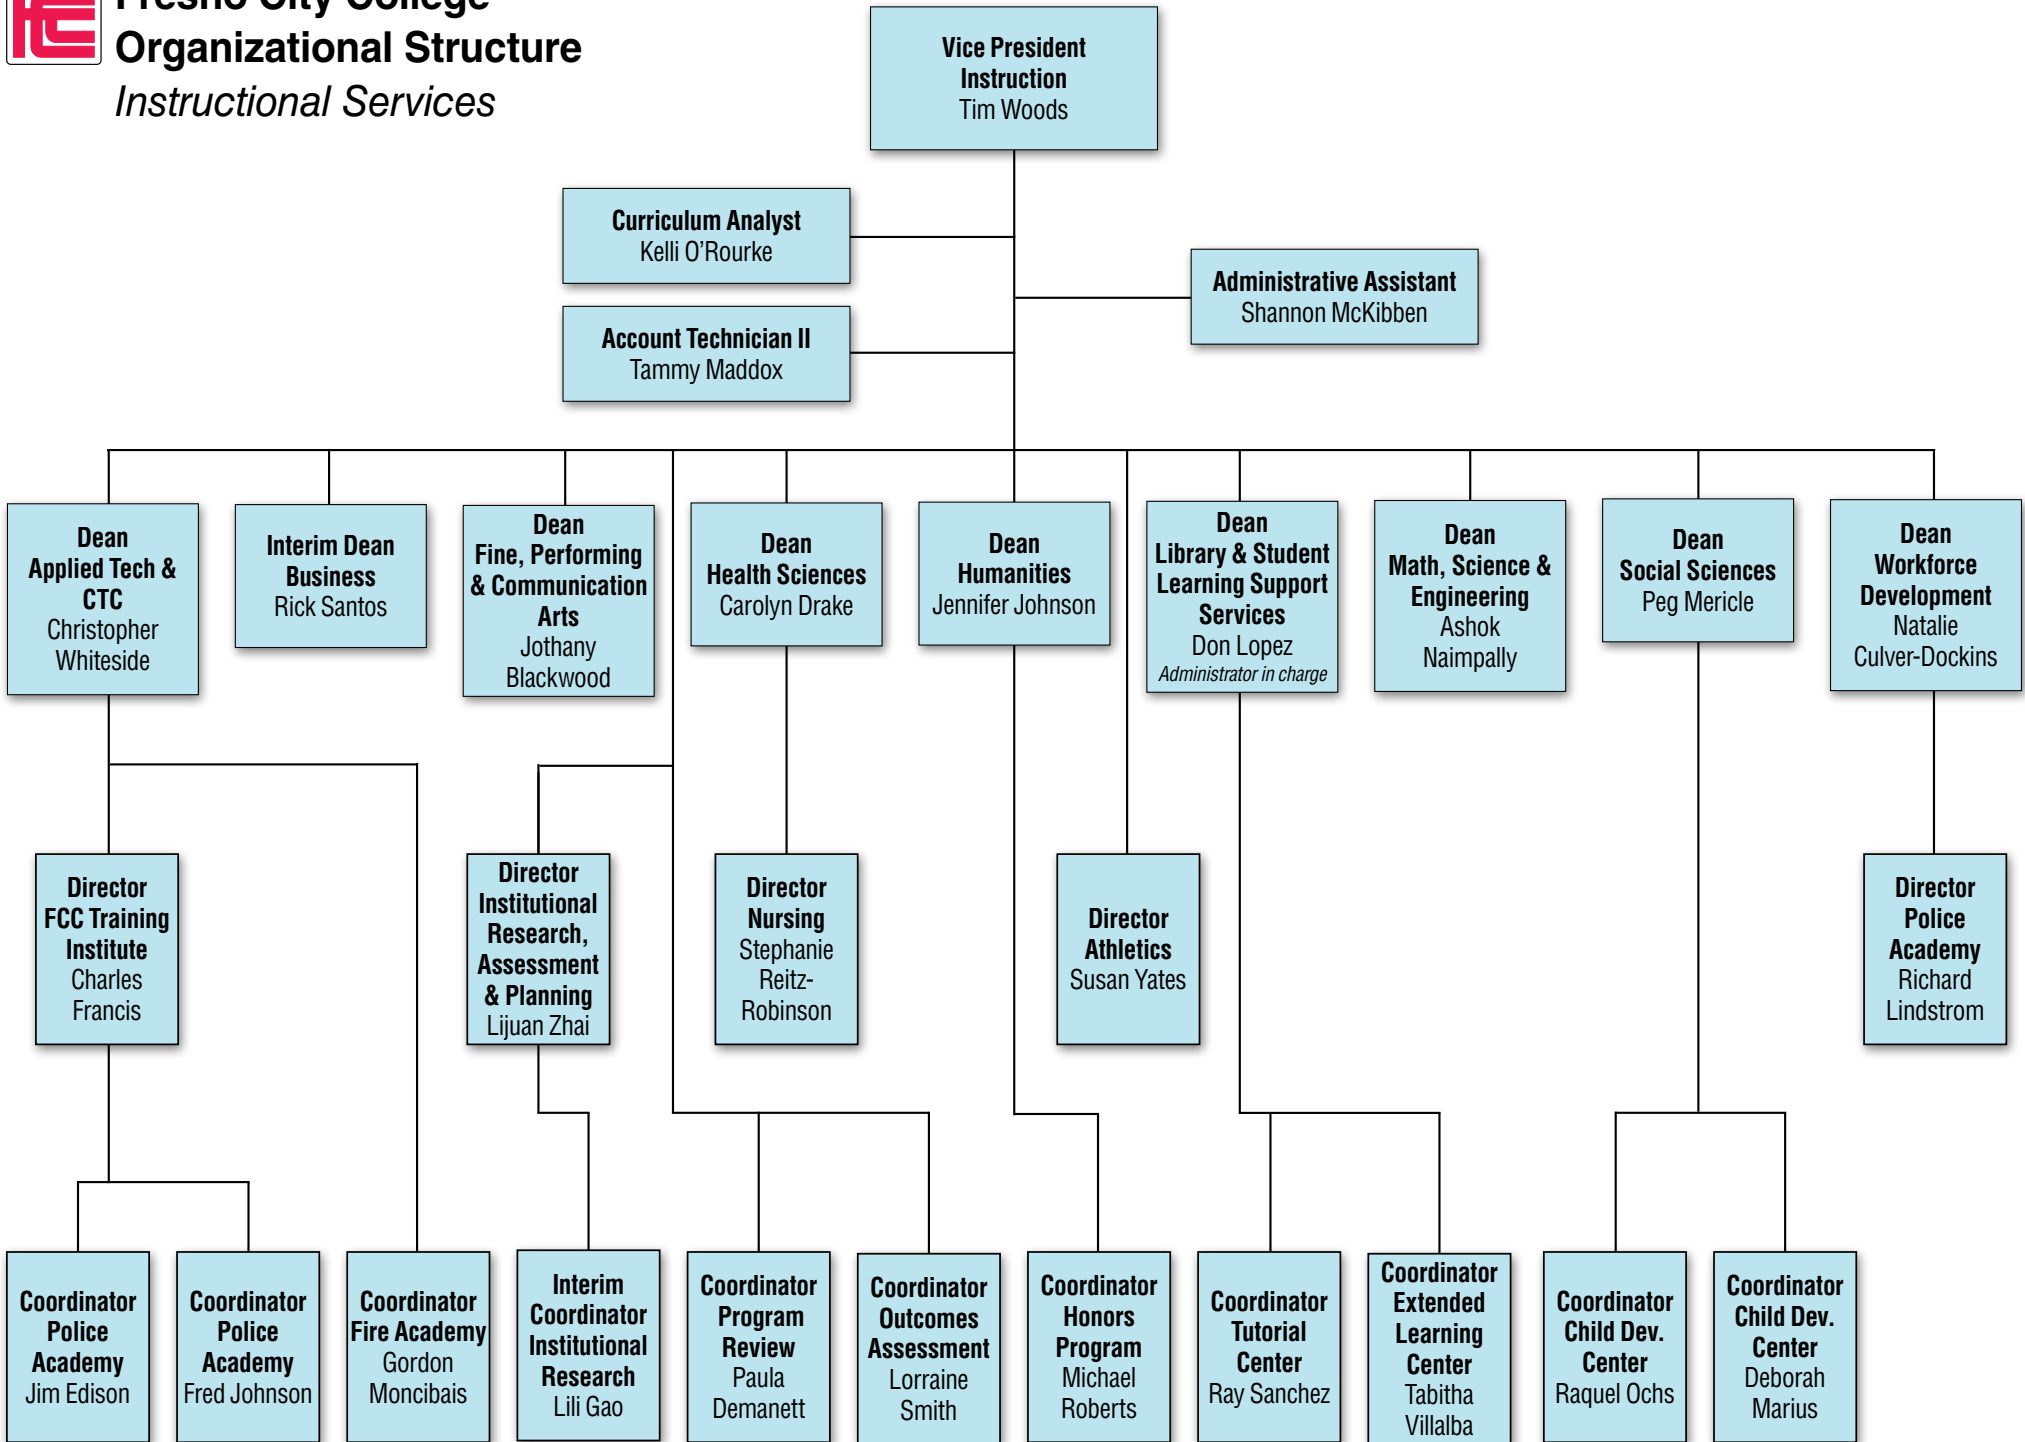 Fresno City College
Organizational Structure
Instructional Services
Vice President
Instruction
Tim Woods
Curriculum Analyst
Kelli O’Rourke
Administrative Assistant
Shannon McKibben
Account Technician II
Tammy Maddox
Dean
Applied Tech &
CTC
Christopher
Whiteside
Interim Dean
Business
Rick Santos
Dean
Fine, Performing
& Communication
Arts
Jothany
Blackwood
Dean
Health Sciences
Carolyn Drake
Dean
Humanities
Jennifer Johnson
Dean
Library & Student
Learning Support
Services
Don Lopez
Administrator in charge
Dean
Math, Science &
Engineering
Ashok
Naimpally
Dean
Social Sciences
Peg Mericle
Dean
Workforce
Development
Natalie
Culver-Dockins
Director
FCC Training
Institute
Charles
Francis
Director
Institutional
Research,
Assessment
& Planning
Lijuan Zhai
Director
Nursing
Stephanie
Reitz-
Robinson
Director
Athletics
Susan Yates
Director
Police
Academy
Richard
Lindstrom
Coordinator
Police
Academy
Jim Edison
Coordinator
Police
Academy
Fred Johnson
Coordinator
Fire Academy
Gordon
Moncibais
Interim
Coordinator
Institutional
Research
Lili Gao
Coordinator
Program
Review
Paula
Demanett
Coordinator
Outcomes
Assessment
Lorraine
Smith
Coordinator
Honors
Program
Michael
Roberts
Coordinator
Tutorial
Center
Ray Sanchez
Coordinator
Extended
Learning
Center
Tabitha
Villalba
Coordinator
Child Dev.
Center
Raquel Ochs
Coordinator
Child Dev.
Center
Deborah
Marius